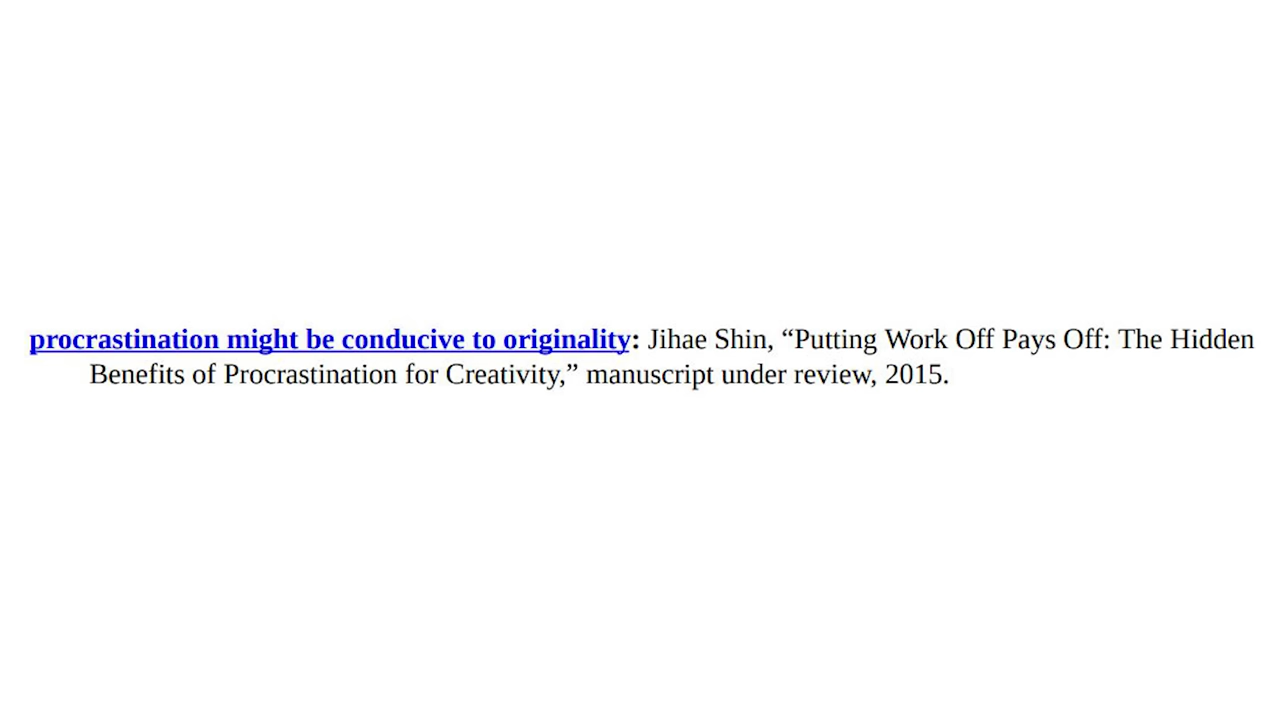 procrastination might be conducive to originality: Jihae Shin, “Putting Work Off Pays Off: The Hidden
Benefits of Procrastination for Creativity,” manuscript under review, 2015.